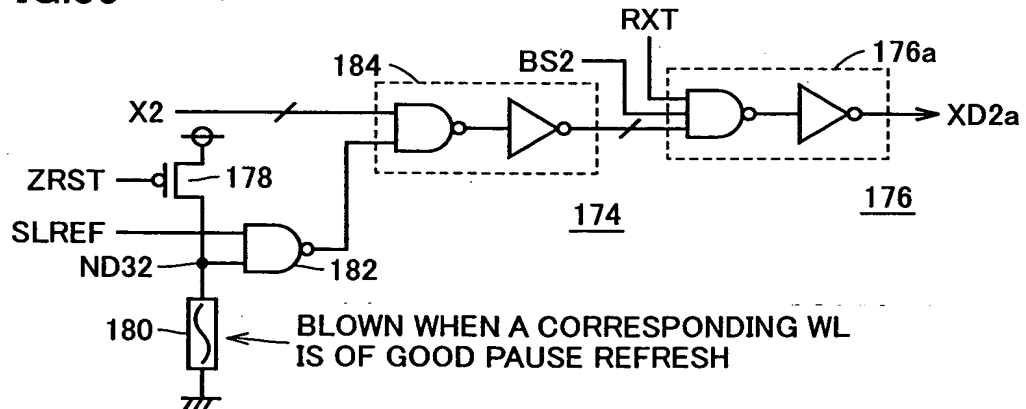 RXT
176a
BS2
184
X2
XD2a
178
ZRST
174
176
SLREF
ND32
182
180
BLOWN WHEN A CORRESPONDING WL
IS OF GOOD PAUSE REFRESH